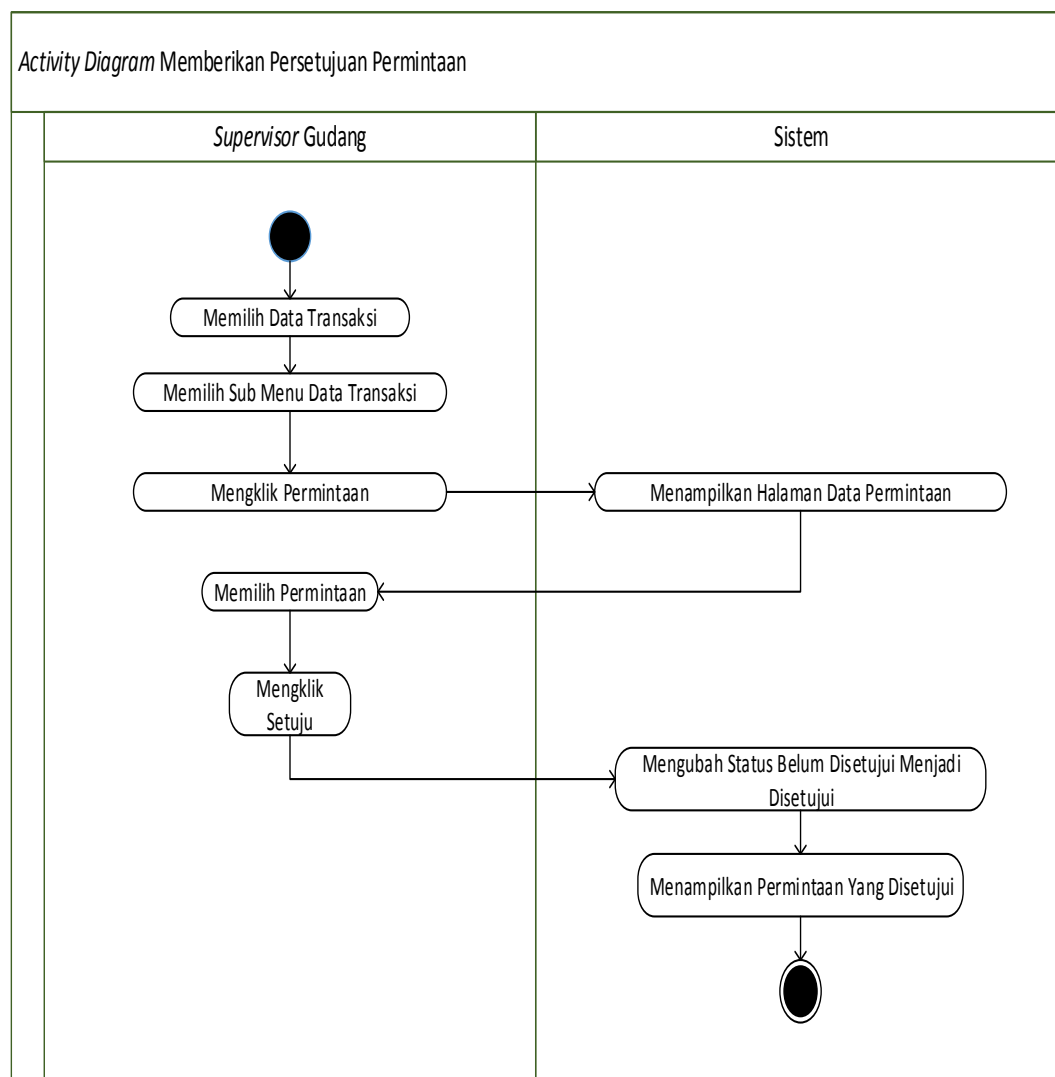 Activity Diagram Memberikan Persetujuan Permintaan
Supervisor Gudang
Sistem
Memilih Data Transaksi
Memilih Sub Menu Data Transaksi
Mengklik Permintaan
Menampilkan Halaman Data Permintaan
Memilih Permintaan
Mengklik
Setuju
Mengubah Status Belum Disetujui Menjadi
Disetujui
Menampilkan Permintaan Yang Disetujui